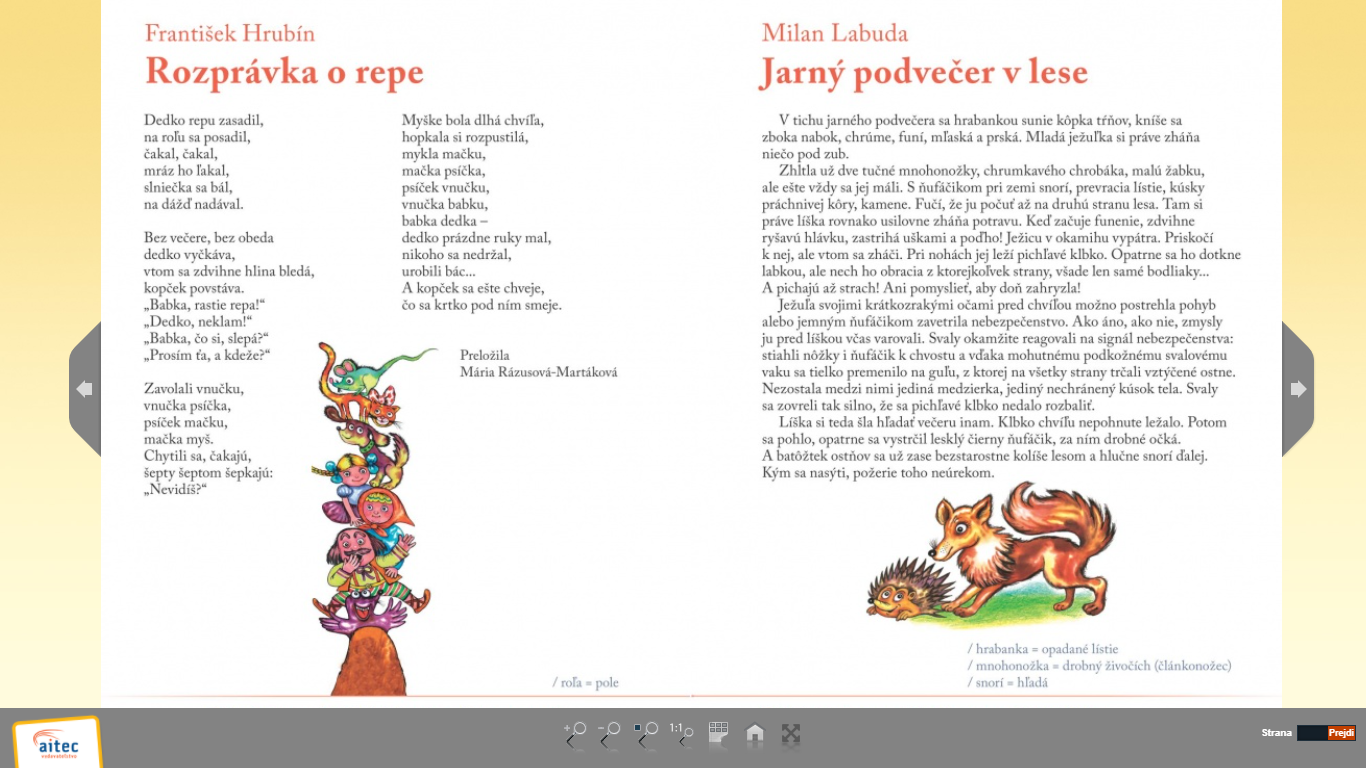 František Hrubín
Rozprávka o repe
Dedko repu zasadil,
na roľu sa posadil,
čakal, čakal,
mráz ho ľakal,
slniečka sa bál,
na dážď nadával.
Bez večere, bez obeda
dedko vyčkáva,
vtom sa zdvihne hlina bledá,
kopček povstáva.
„Babka, rastie repa!“
„Dedko, neklam!“
„Babka, čo si, slepá?“
„Prosím ťa, a kdeže?“
Zavolali vnučku,
vnučka psíčka,
psíček mačku,
mačka myš.
Chytili sa, čakajú,
šepty šeptom šepkajú:
„Nevidíš?“
Myške bola dlhá chvíľa,
hopkala si rozpustilá,
mykla mačku,
mačka psíčka,
psíček vnučku,
vnučka babku,
babka dedka –
dedko prázdne ruky mal,
nikoho sa nedržal,
urobili bác...
A kopček sa ešte chveje,
čo sa krtko pod ním smeje.
Preložila
Mária Rázusová-Martáková
/ roľa = pole
Milan Labuda
Jarný podvečer v lese
V tichu jarného podvečera sa hrabankou sunie kôpka tŕňov, kníše sa
zboka nabok, chrúme, funí, mľaská a prská. Mladá ježuľka si práve zháňa
niečo pod zub.
Zhltla už dve tučné mnohonožky, chrumkavého chrobáka, malú žabku,
ale ešte vždy sa jej máli. S ňufáčikom pri zemi snorí, prevracia lístie, kúsky
práchnivej kôry, kamene. Fučí, že ju počuť až na druhú stranu lesa. Tam si
práve líška rovnako usilovne zháňa potravu. Keď začuje funenie, zdvihne
ryšavú hlávku, zastrihá uškami a poďho! Ježicu v okamihu vypátra. Priskočí
k nej, ale vtom sa zháči. Pri nohách jej leží pichľavé klbko. Opatrne sa ho dotkne
labkou, ale nech ho obracia z ktorejkoľvek strany, všade len samé bodliaky...
A pichajú až strach! Ani pomyslieť, aby doň zahryzla!
Ježuľa svojimi krátkozrakými očami pred chvíľou možno postrehla pohyb
alebo jemným ňufáčikom zavetrila nebezpečenstvo. Ako áno, ako nie, zmysly
ju pred líškou včas varovali. Svaly okamžite reagovali na signál nebezpečenstva:
stiahli nôžky i ňufáčik k chvostu a vďaka mohutnému podkožnému svalovému
vaku sa tielko premenilo na guľu, z ktorej na všetky strany trčali vztýčené ostne.
Nezostala medzi nimi jediná medzierka, jediný nechránený kúsok tela. Svaly
sa zovreli tak silno, že sa pichľavé klbko nedalo rozbaliť.
Líška si teda šla hľadať večeru inam. Klbko chvíľu nepohnute ležalo. Potom
sa pohlo, opatrne sa vystrčil lesklý čierny ňufáčik, za ním drobné očká.
A batôžtek ostňov sa už zase bezstarostne kolíše lesom a hlučne snorí ďalej.
Kým sa nasýti, požerie toho neúrekom.
/ hrabanka = opadané lístie
/ mnohonožka = drobný živočích (článkonožec)
/ snorí = hľadá
aitec
vydavateľstvo
1:1
Strana
Prejdi